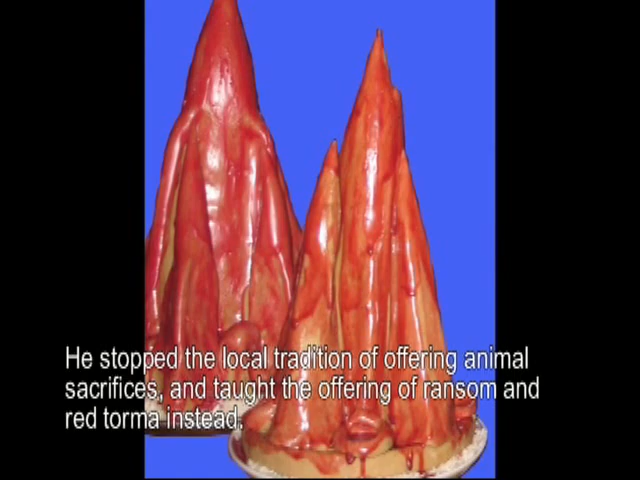 He stopped the local tradition of offering animal
sacrifices, and taught the offering of ransom and
red torma instead.